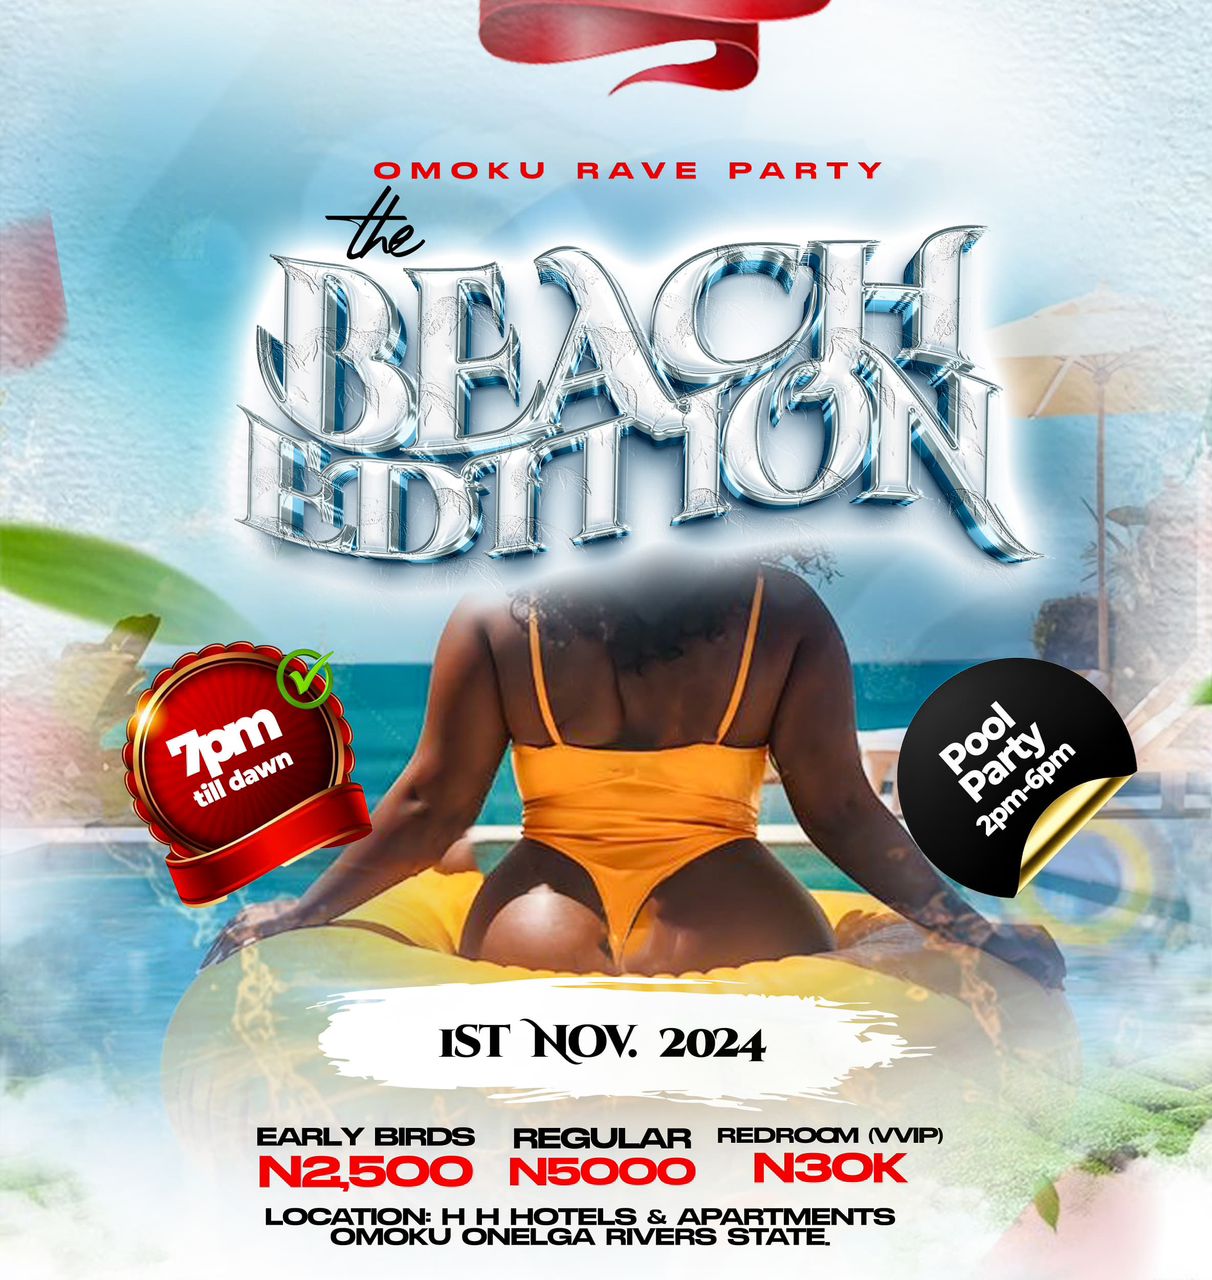 OMOKU RAVE PARTY
the
BEACH
EDITION
7pm
till dawn
Pool
Party
2pm-6pm
1ST NOV. 2024
EARLY BIRDS
N2,500
REGULAR
N5000
REDROOM (VVIP)
N30K
LOCATION: H H HOTELS & APARTMENTS
OMOKU ONELGA RIVERS STATE.